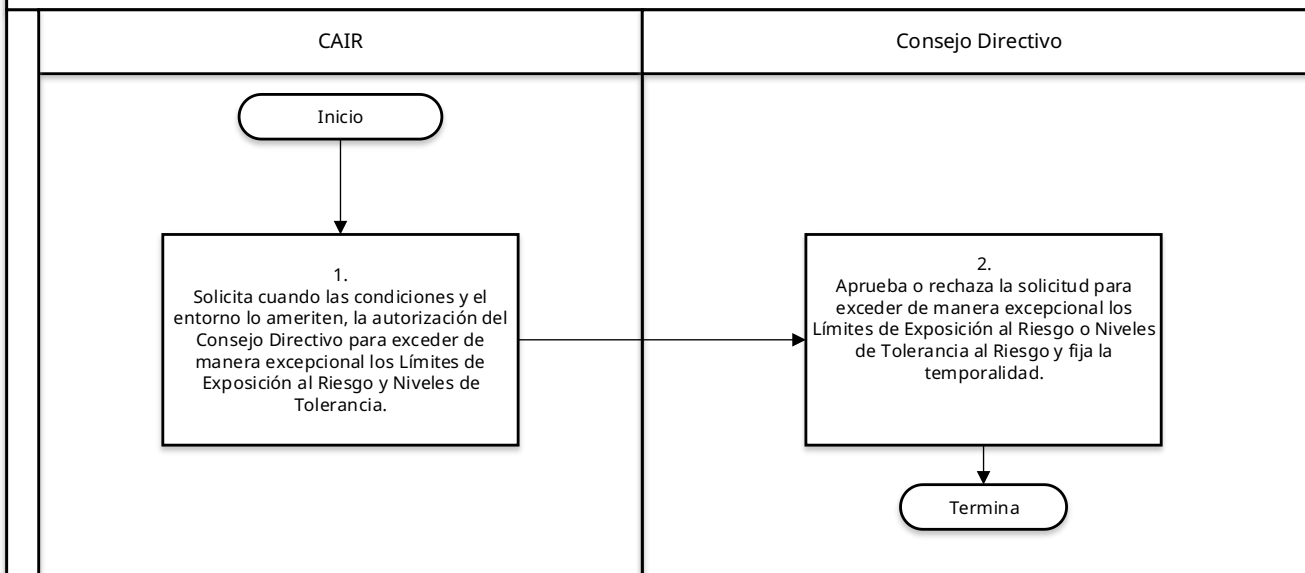 CAIR
Consejo Directivo
Inicio
1.
Solicita cuando las condiciones y el
entorno lo ameriten, la autorización del
Consejo Directivo para exceder de
manera excepcional los Límites de
Exposición al Riesgo y Niveles de
Tolerancia.
2.
Aprueba o rechaza la solicitud para
exceder de manera excepcional los
Límites de Exposición al Riesgo o Niveles
de Tolerancia al Riesgo y fija la
temporalidad.
Termina